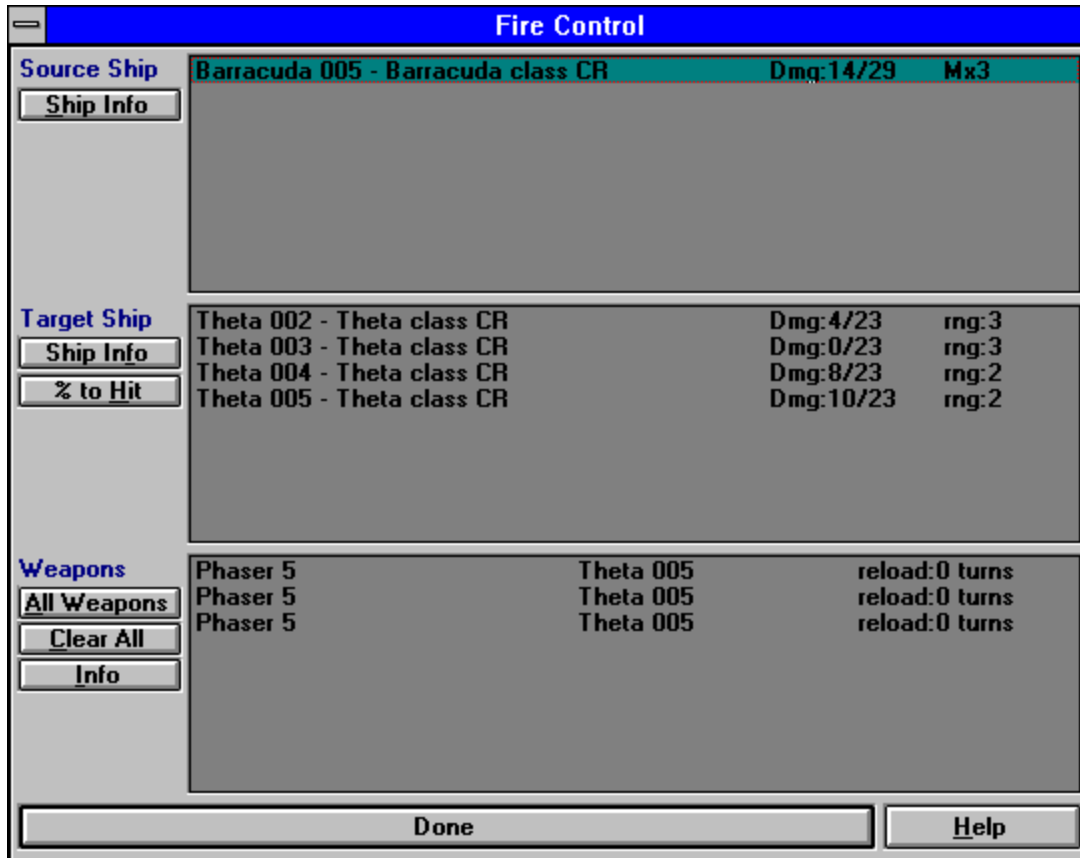 Fire Control
Source Ship
Ship Info
Barracuda 005 - Barracuda class CR Dmg:14/29 Mx3
Target Ship
Ship Info
% to Hit
Theta 002 - Theta class CR Dmg:4/23 rng:3
Theta 003 - Theta class CR Dmg:0/23 rng:3
Theta 004 - Theta class CR Dmg:8/23 rng:2
Theta 005 - Theta class CR Dmg:10/23 rng:2
Weapons
All Weapons
Clear All
Info
Phaser 5 Theta 005 reload:0 turns
Phaser 5 Theta 005 reload:0 turns
Phaser 5 Theta 005 reload:0 turns
Done Help